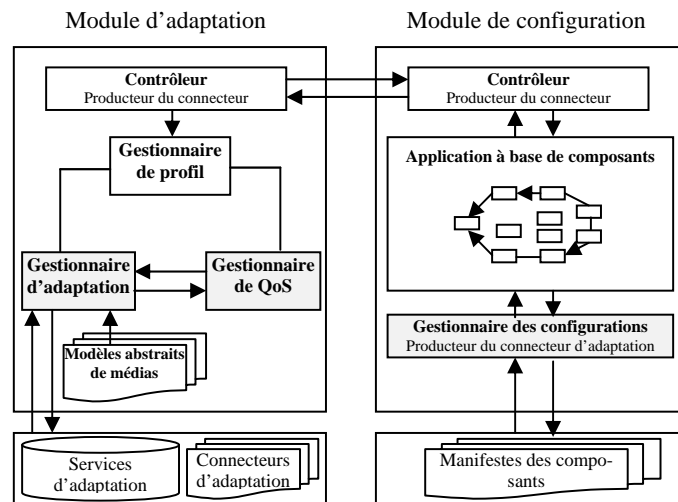 Module d’adaptation
Module de configuration
Contrôleur
Producteur du connecteur
Contrôleur
Producteur du connecteur
Gestionnaire
de profil
Application à base de composants
Gestionnaire
d’adaptation
Gestionnaire
de QoS
Gestionnaire des configurations
Producteur du connecteur d’adaptation
Modèles abstraits
de médias
Services
d’adaptation
Connecteurs
d’adaptation
Manifestes des compo-
sants